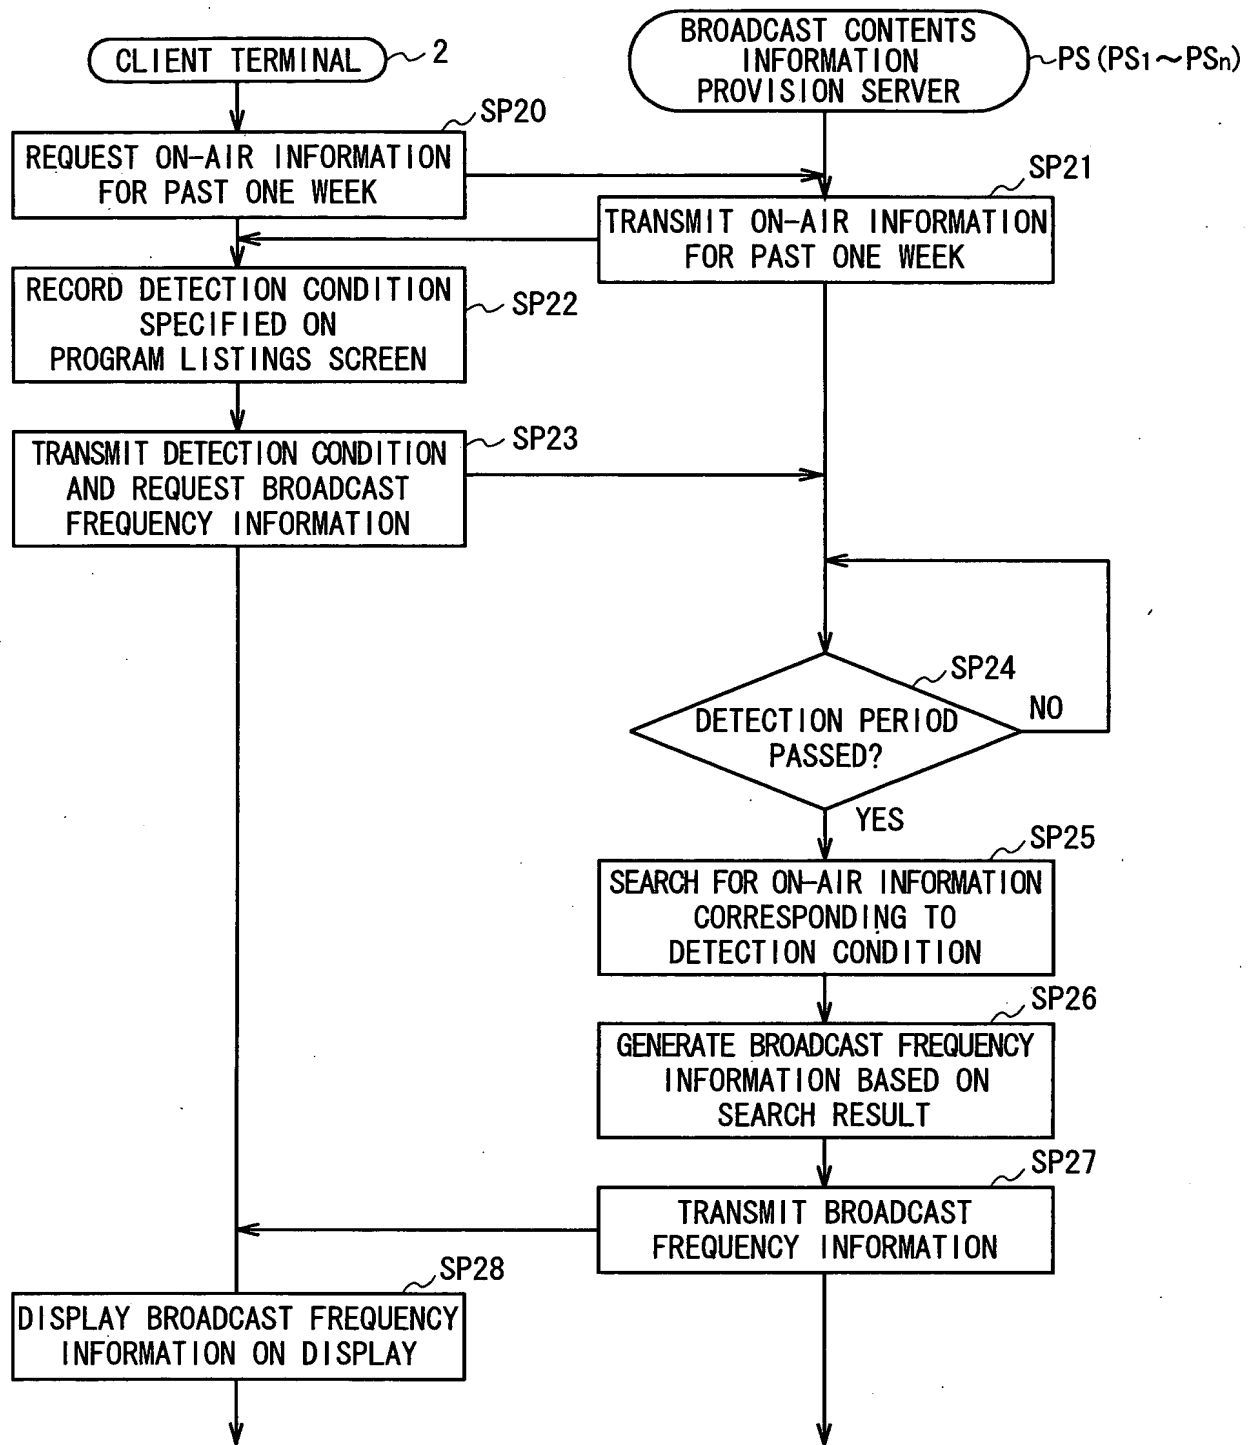 CLIENT TERMINAL
2
BROADCAST CONTENTS
INFORMATION
PROVISION SERVER
PS (PS1~PSn)
SP20
REQUEST ON-AIR INFORMATION
FOR PAST ONE WEEK
SP21
TRANSMIT ON-AIR INFORMATION
FOR PAST ONE WEEK
SP22
RECORD DETECTION CONDITION
SPECIFIED ON
PROGRAM LISTINGS SCREEN
SP23
TRANSMIT DETECTION CONDITION
AND REQUEST BROADCAST
FREQUENCY INFORMATION
SP24
DETECTION PERIOD
PASSED?
NO
YES
SP25
SEARCH FOR ON-AIR INFORMATION
CORRESPONDING TO
DETECTION CONDITION
SP26
GENERATE BROADCAST FREQUENCY
INFORMATION BASED ON
SEARCH RESULT
SP27
TRANSMIT BROADCAST
FREQUENCY INFORMATION
SP28
DISPLAY BROADCAST FREQUENCY
INFORMATION ON DISPLAY